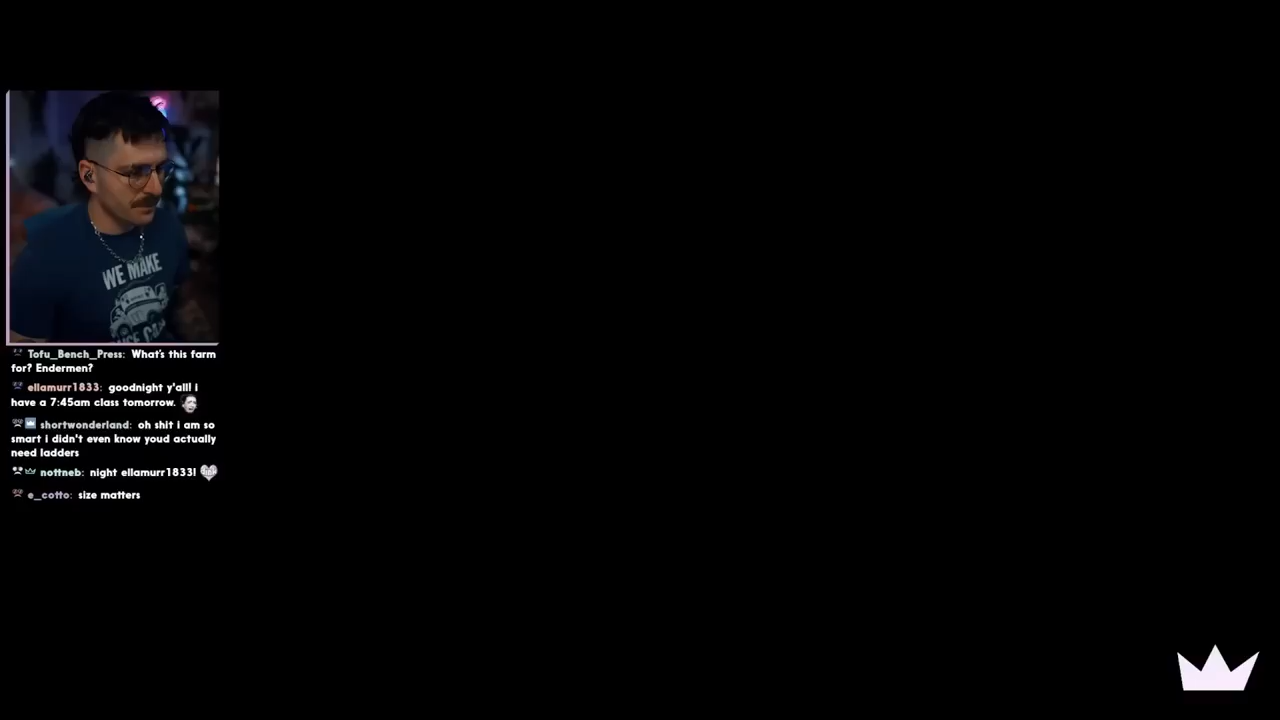 WE MAKE
Tofu_Bench_Press: What's this farm
for? Endermen?
ellamurr1833: goodnight y'all! i
have a 7:45am class tomorrow.
shortwonderland: oh shit i am so
smart i didn't even know youd actually
need ladders
nottneb: night ellamurr1833!
e_cotto: size matters